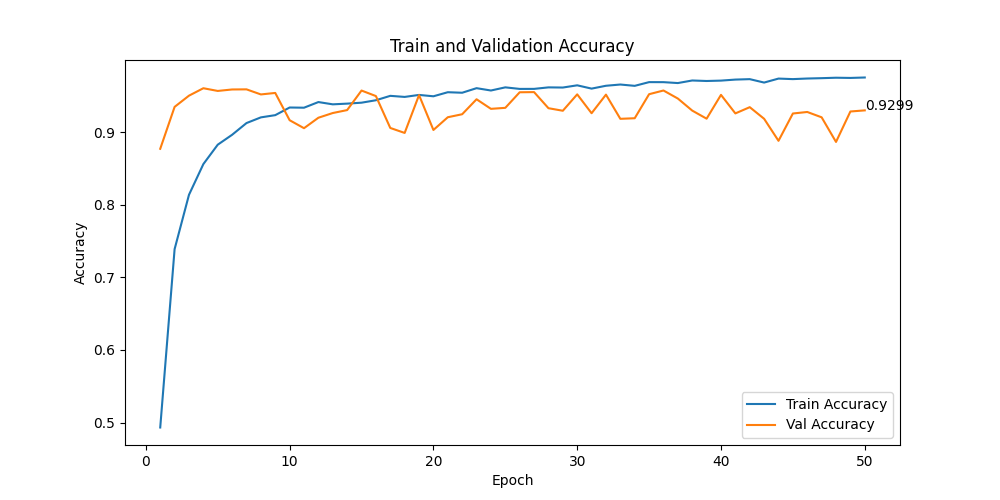 Train and Validation Accuracy
Accuracy
0.9
0.8
0.7
0.6
0.5
0.9299
Train Accuracy
Val Accuracy
0 10 20 30 40 50
Epoch